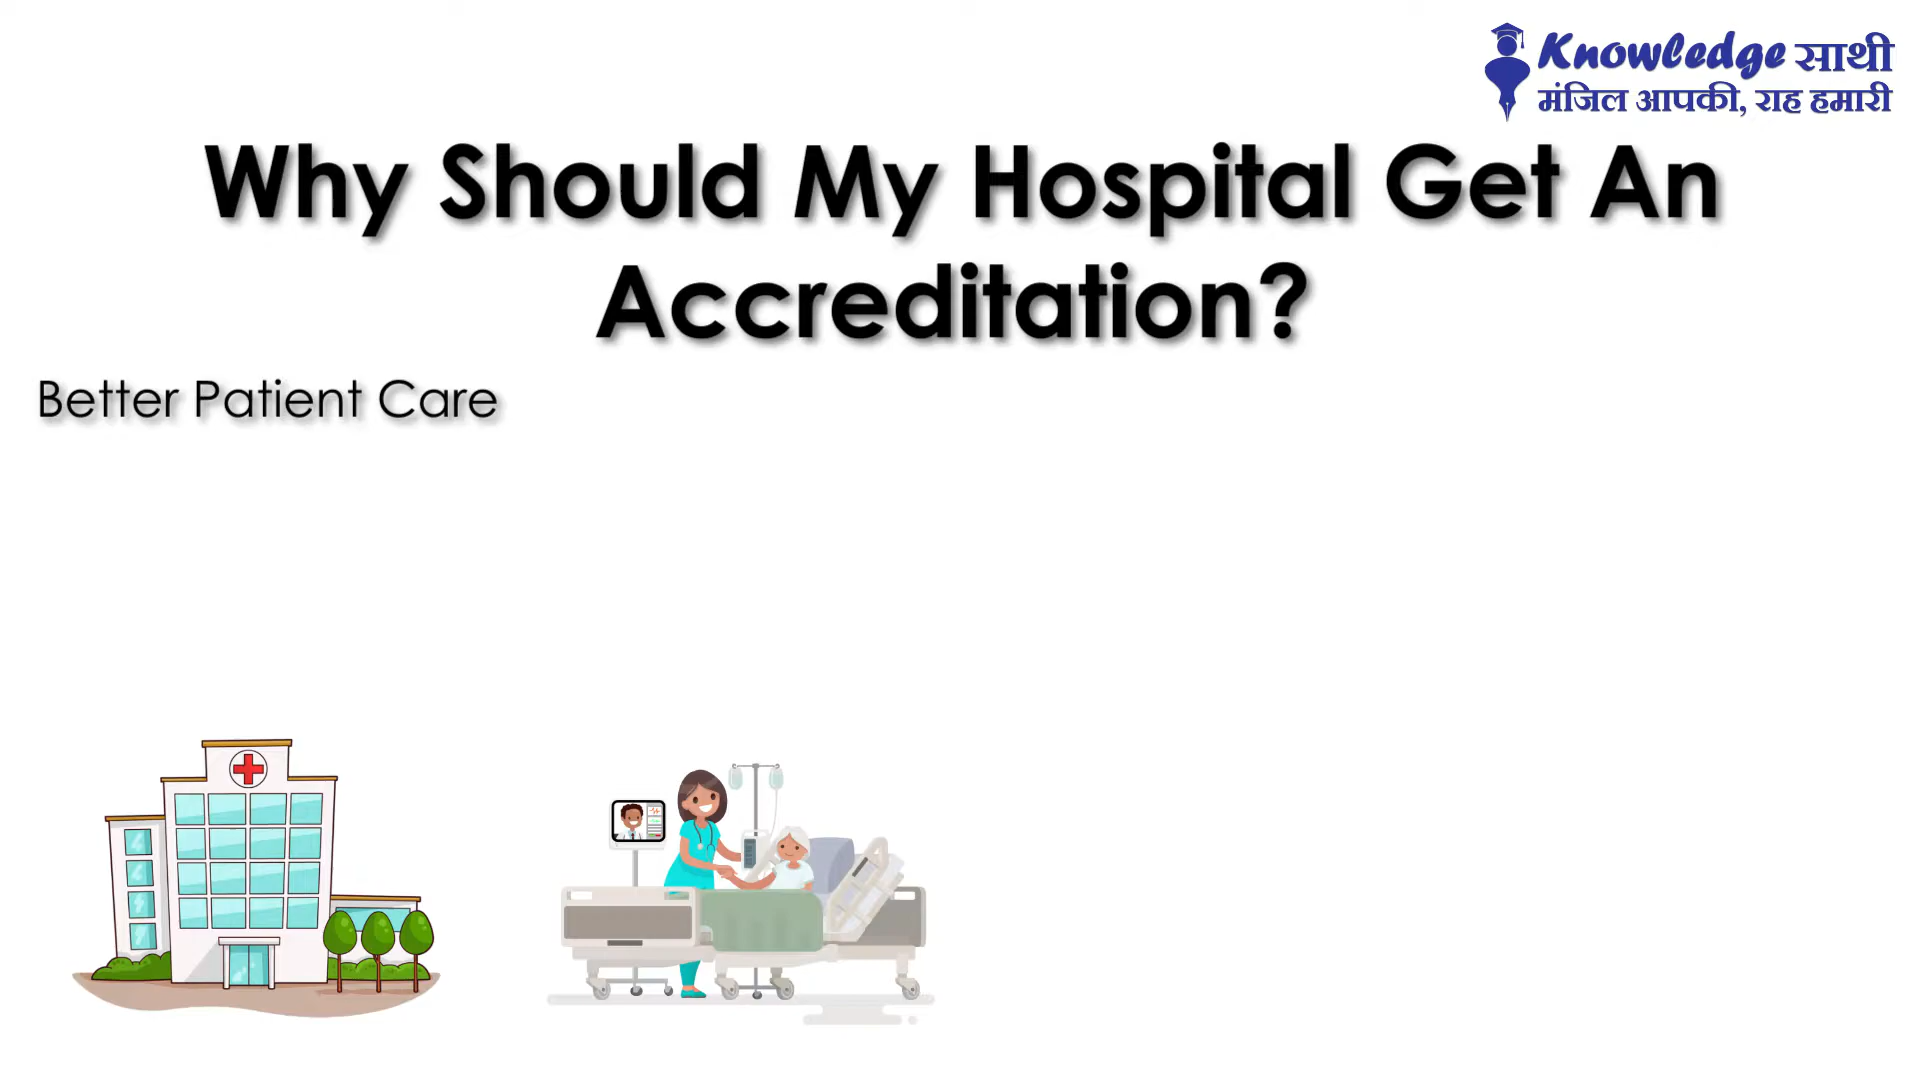 Knowledge साथी
मंजिल आपकी, राह हमारी
Why Should My Hospital Get An
Accreditation?
Better Patient Care